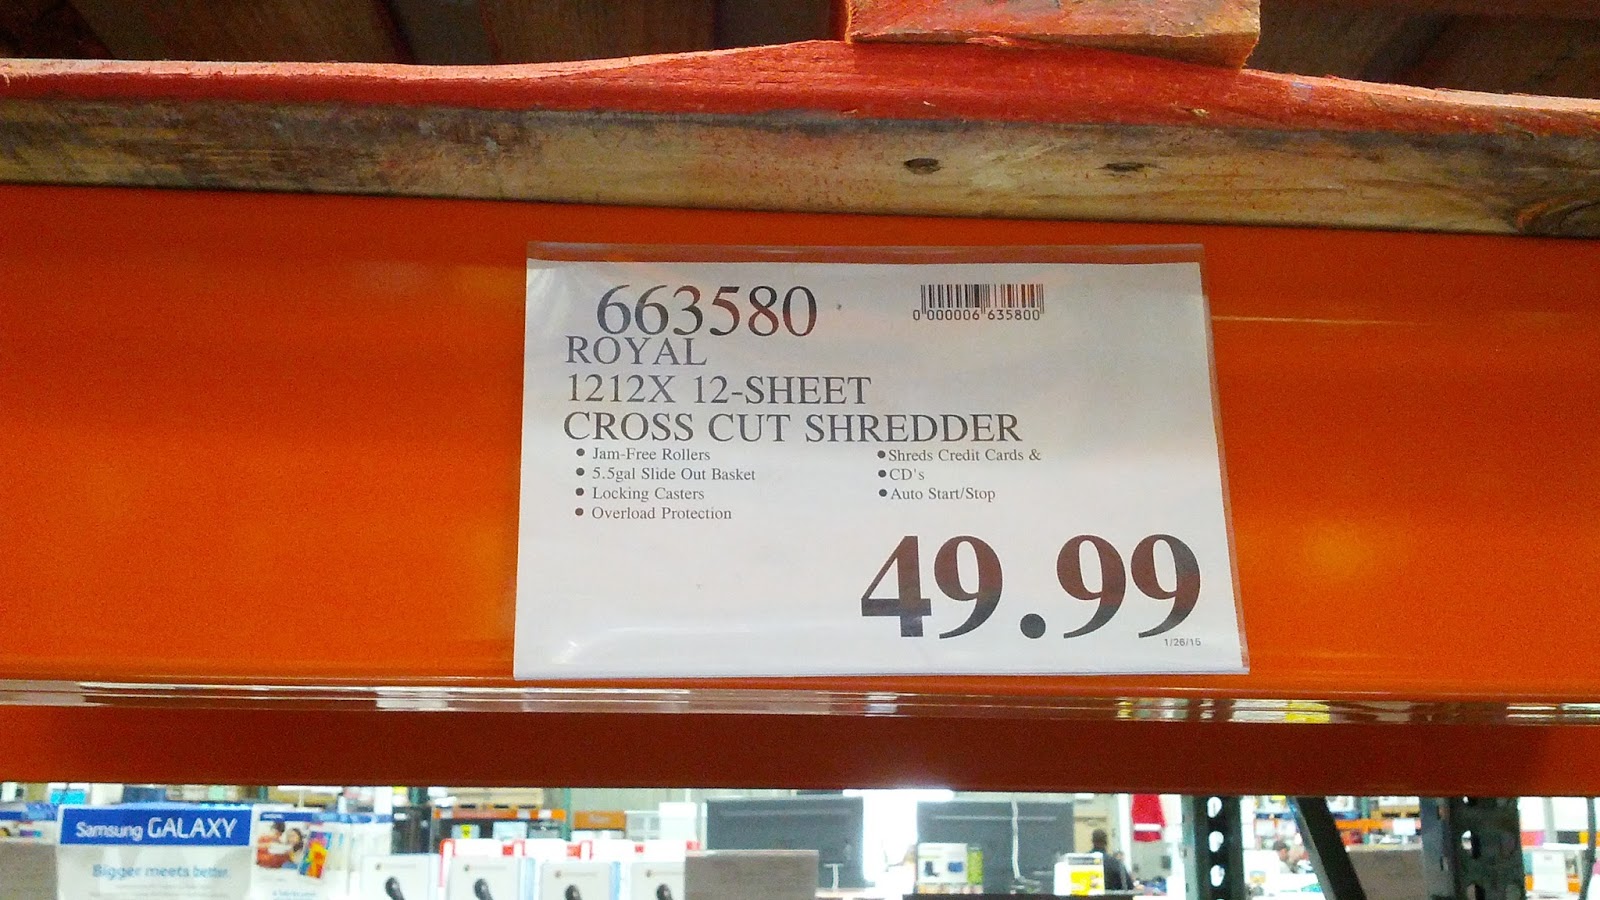 663580
0 000006 635800
ROYAL
1212X 12-SHEET
CROSS CUT SHREDDER
● Jam-Free Rollers
● 5.5gal Slide Out Basket
● Locking Casters
● Overload Protection
● Shreds Credit Cards &
● CD's
● Auto Start/Stop
49.99
1/26/15
Samsung GALAXY
Bigger meets better.